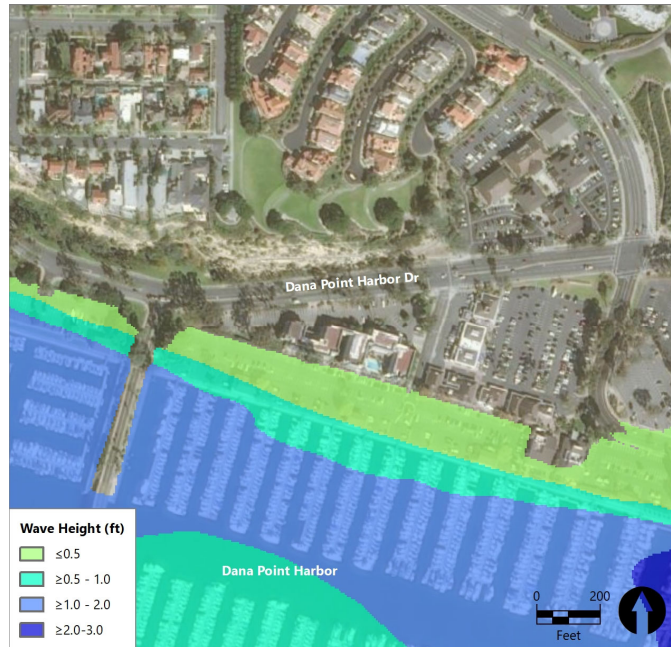 Dana Point Harbor Dr
Wave Height (ft)
≤0.5
≥0.5 - 1.0
≥1.0 - 2.0
≥2.0-3.0
Dana Point Harbor
0 200
Feet